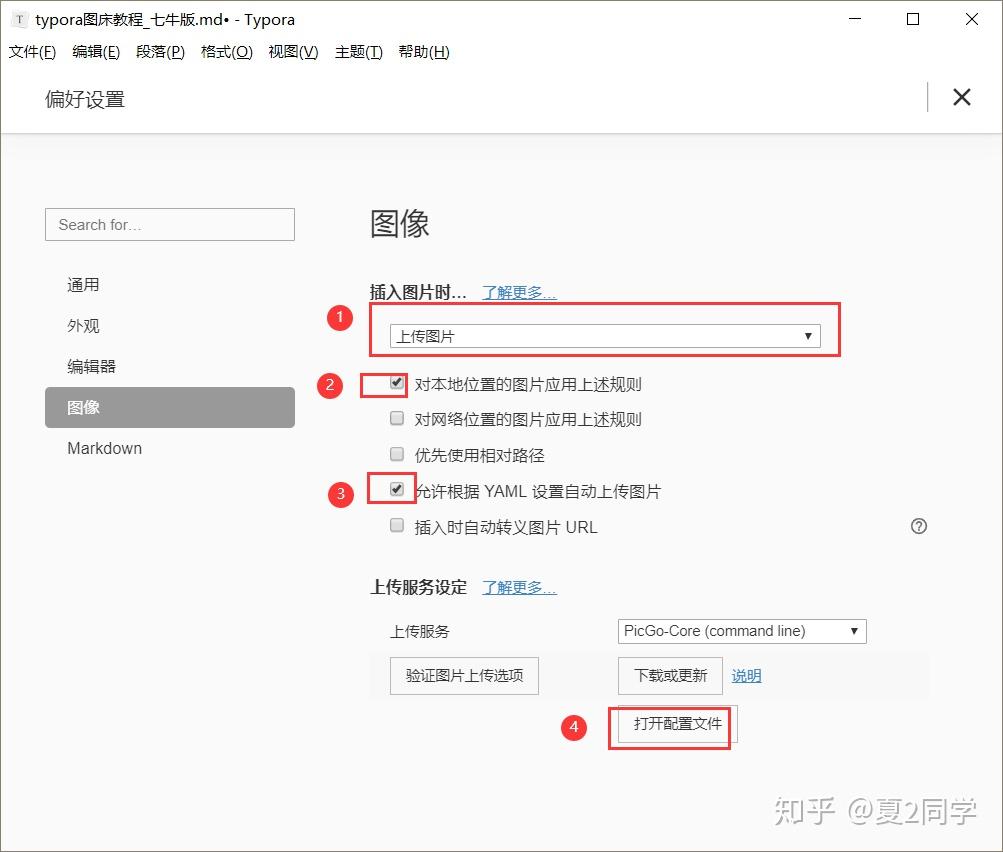 T typora图床教程_七牛版.md• - Typora
文件(F) 编辑(E) 段落(P) 格式(O) 视图(V) 主题(T) 帮助(H)
偏好设置
Search for...
通用
外观
编辑器
图像
Markdown
图像
插入图片时... 了解更多...
1
上传图片
2
对本地位置的图片应用上述规则
对网络位置的图片应用上述规则
优先使用相对路径
3
允许根据 YAML 设置自动上传图片
插入时自动转义图片 URL
?
上传服务设定 了解更多...
上传服务 PicGo-Core (command line)
验证图片上传选项 下载或更新 说明
4
打开配置文件
知乎 @夏2同学